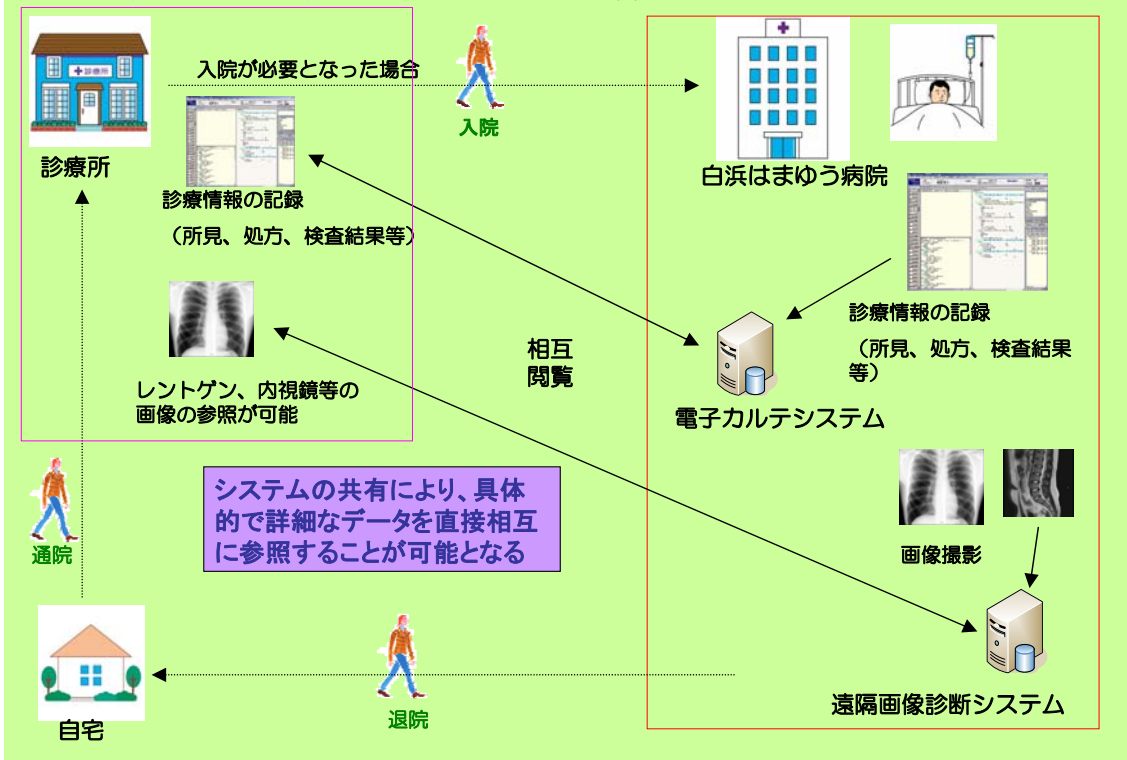 診療所
入院が必要となった場合
入院
✚診療所
白浜はまゆう病院
診療情報の記録
（所見、処方、検査結果等）
レントゲン、内視鏡等の
画像の参照が可能
相互
閲覧
診療情報の記録
（所見、処方、検査結果
等）
電子カルテシステム
システムの共有により、具体
的で詳細なデータを直接相互
に参照することが可能となる
画像撮影
通院
自宅
退院
遠隔画像診断システム